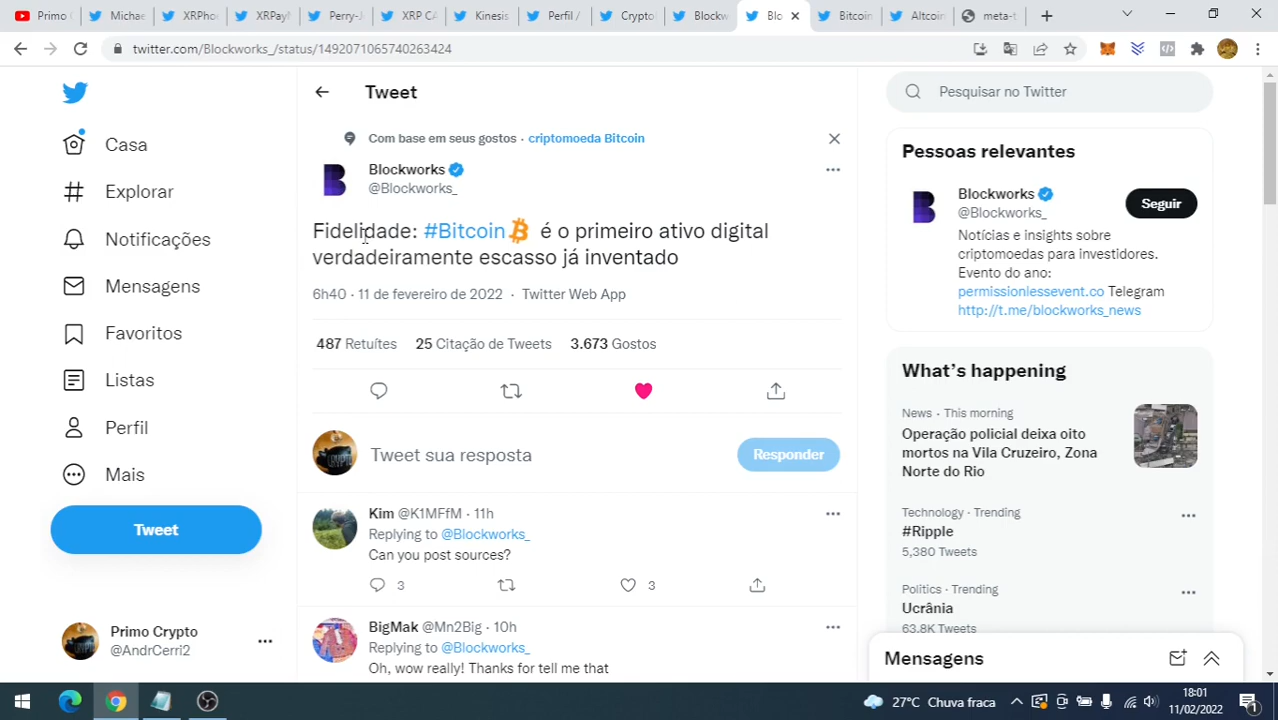 Primo C
Michae
XRPho
XRPayN
Perry-J
XRP CA
Kinesis
Perfil /
Crypto
Blockw
Blo
Bitcoin
Altcoin
meta-t
twitter.com/Blockworks_/status/1492071065740263424
Casa
Explorar
Notificações
Mensagens
Favoritos
Listas
Perfil
Mais
Tweet
Primo Crypto
@AndrCerri2
Tweet
Com base em seus gostos · criptomoeda Bitcoin
Blockworks
@Blockworks_
Fidelidade: #Bitcoin é o primeiro ativo digital
verdadeiramente escasso já inventado
6h40 · 11 de fevereiro de 2022 · Twitter Web App
487 Retuítes 25 Citação de Tweets 3.673 Gostos
Tweet sua resposta
Responder
Kim @K1MFfM · 11h
Replying to @Blockworks_
Can you post sources?
3 3
BigMak @Mn2Big · 10h
Replying to @Blockworks_
Oh, wow really! Thanks for tell me that
Pesquisar no Twitter
Pessoas relevantes
Blockworks
@Blockworks_
Seguir
Notícias e insights sobre
criptomoedas para investidores.
Evento do ano:
permissionlessevent.co Telegram
http://t.me/blockworks_news
What's happening
News · This morning
Operação policial deixa oito
mortos na Vila Cruzeiro, Zona
Norte do Rio
Technology · Trending
#Ripple
5,380 Tweets
Politics · Trending
Ucrânia
63.8K Tweets
Mensagens
27°C Chuva fraca
18:01
11/02/2022
1